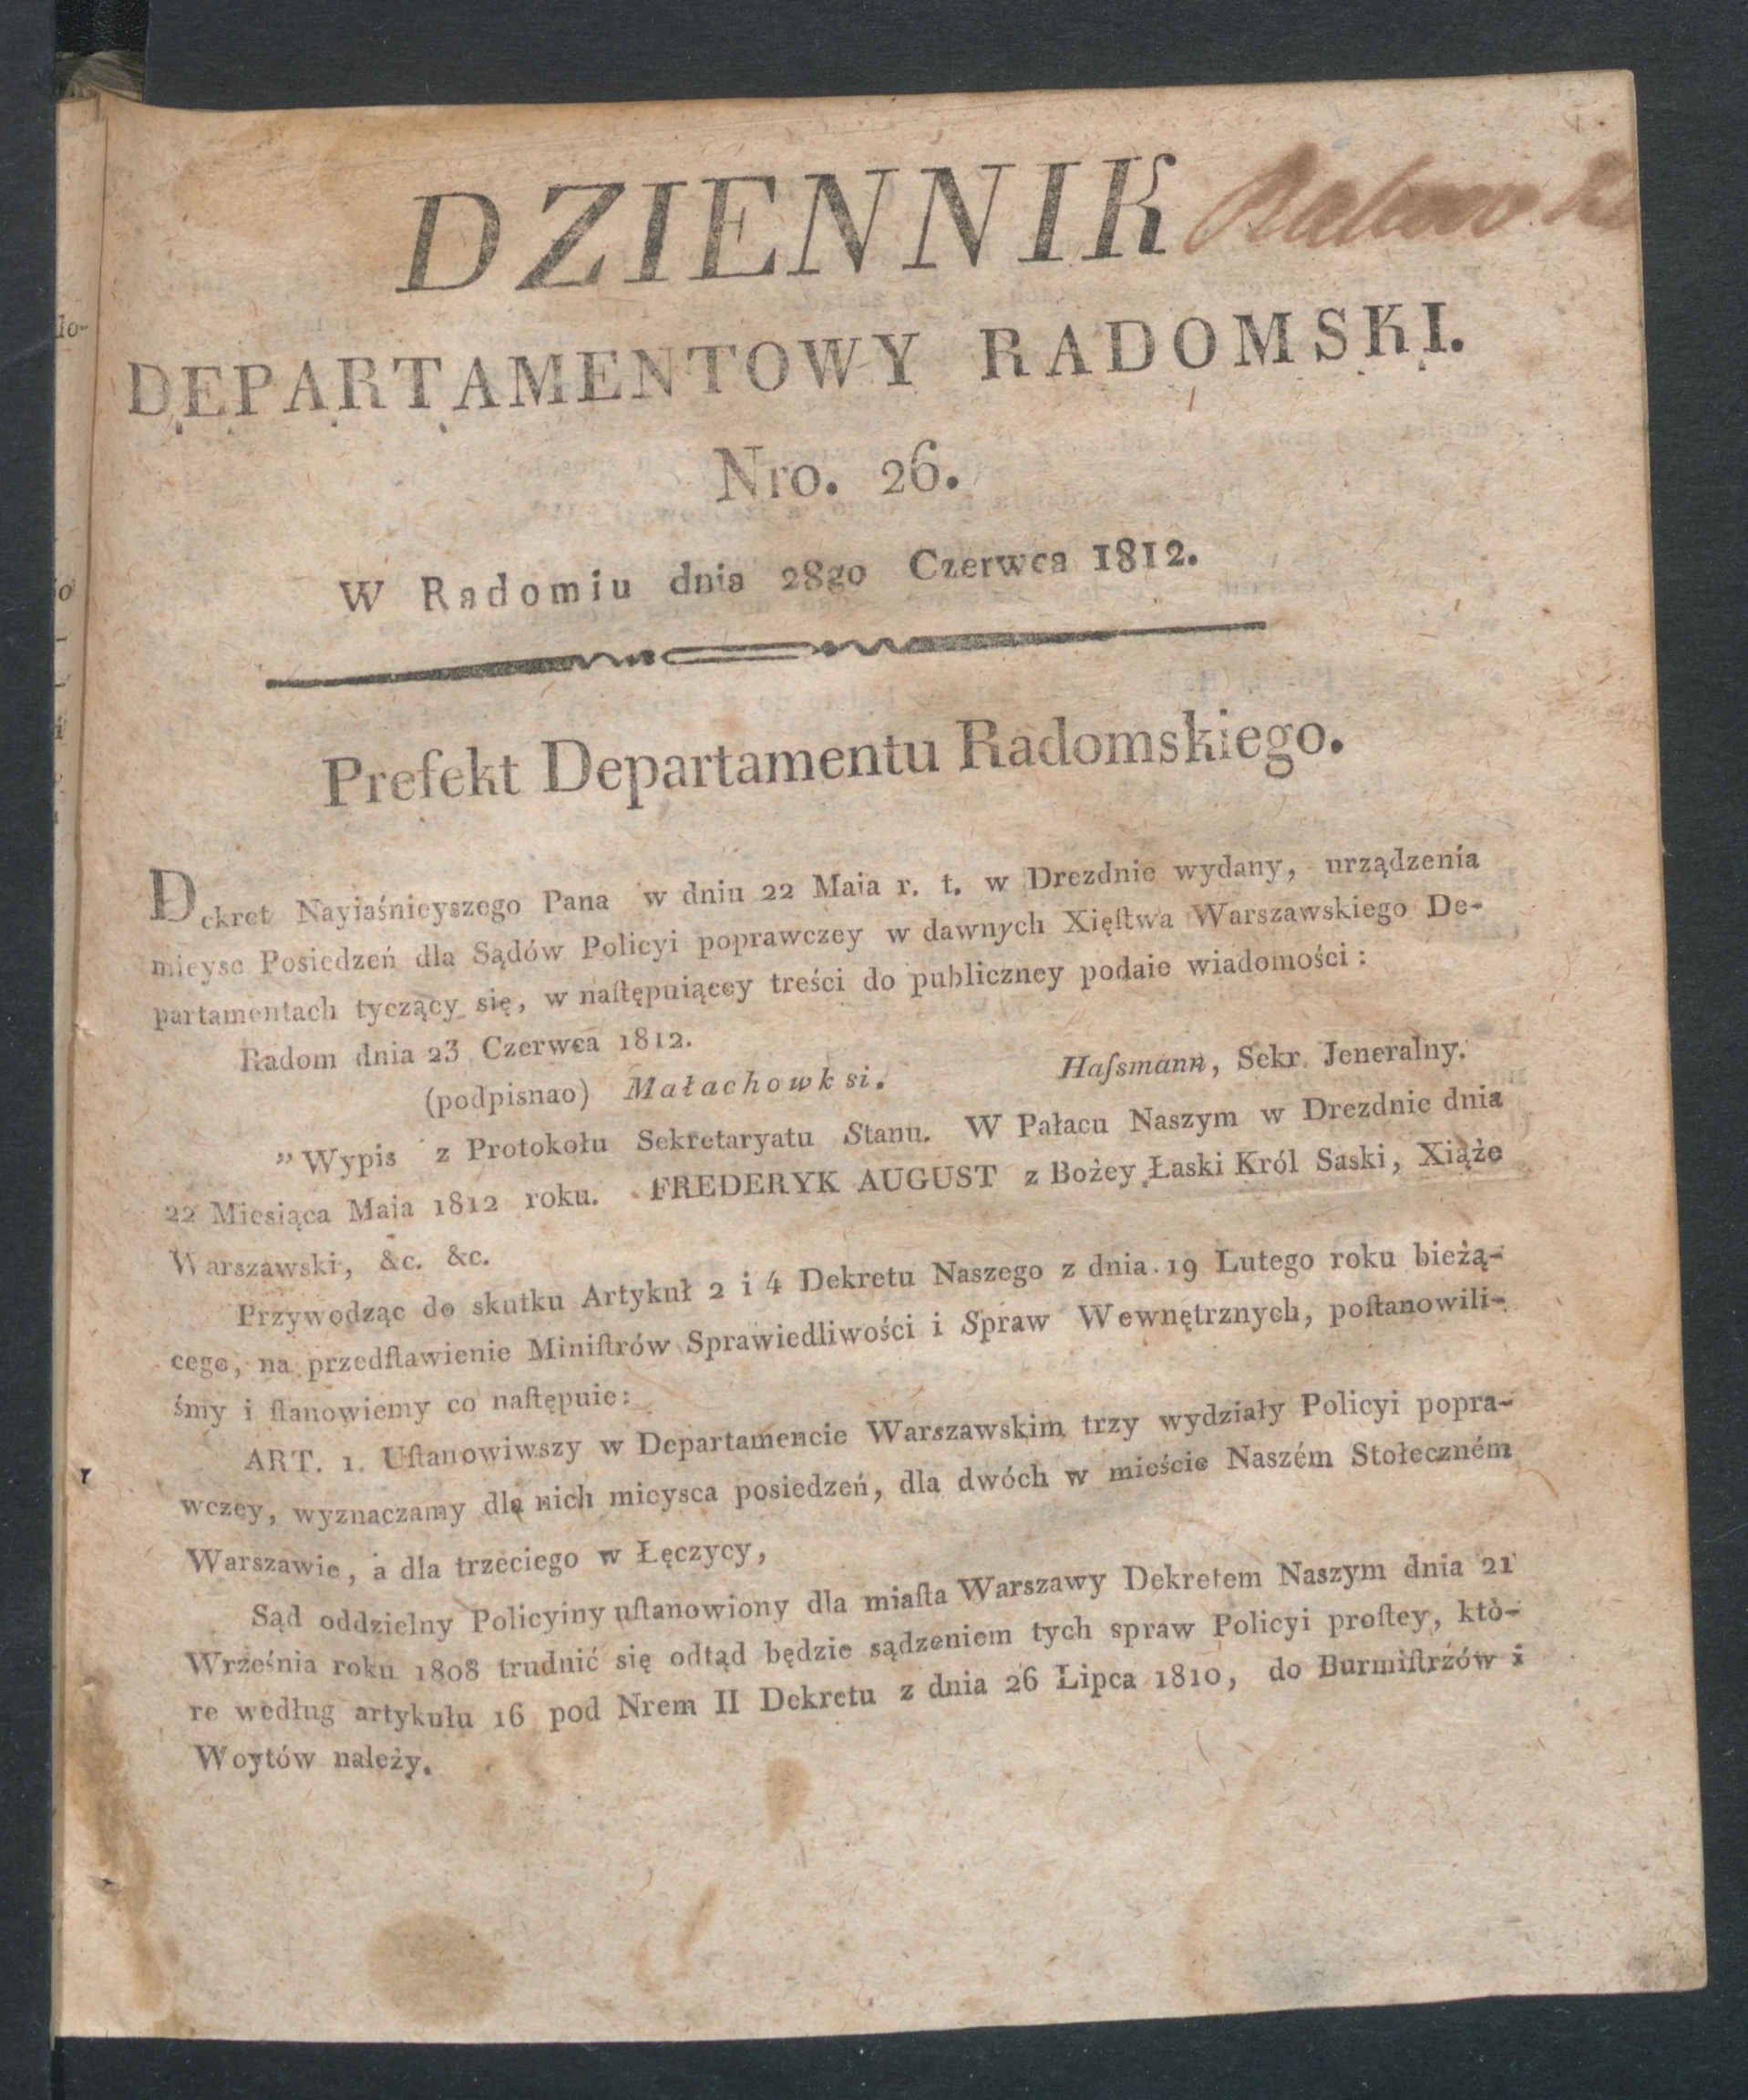 DZIENNIK
DEPARTAMENTOWY RADOMSKI.
Nro. 26.
W Radomiu dnia 28go Czerwca 1812.
Prefekt Departamentu Radomskiego.
Dekret Nayiaśnieyszego Pana w dniu 22 Maia r. t. w Drezdnie wydany, urządzenia
mieysc Posiedzeń dla Sądów Policyi poprawczey w dawnych Xięſtwa Warszawskiego De-
partamentach tyczący się, w naſtępuiącey treści do publiczney podaie wiadomości:
Radom dnia 23 Czerwca 1812.
(podpisnao) Małachowksi. Haſsmann, Sekr. Jeneralny.
„Wypis z Protokołu Sekretaryatu Stanu. W Pałacu Naszym w Drezdnie dnia
22 Miesiąca Maia 1812 roku. FREDERYK AUGUST z Bożey Łaski Król Saski, Xiąże
Warszawski, &c. &c.
Przywodząc do skutku Artykuł 2 i 4 Dekretu Naszego z dnia 19 Lutego roku bieżą-
cego, na przedſtawienie Miniſtrów Sprawiedliwości i Spraw Wewnętrznych, poſtanowili-
śmy i ſtanowiemy co naſtępuie:
ART. 1. Uſtanowiwszy w Departamencie Warszawskim trzy wydziały Policyi popra-
wczey, wyznaczamy dla nich mieysca posiedzeń, dla dwóch w mieście Naszém Stołeczném
Warszawie, a dla trzeciego w Łęczycy,
Sąd oddzielny Policyiny uſtanowiony dla miaſta Warszawy Dekretem Naszym dnia 21
Września roku 1808 trudnić się odtąd będzie sądzeniem tych spraw Policyi proſtey, któ-
re według artykułu 16 pod Nrem II Dekretu z dnia 26 Lipca 1810, do Burmiſtrzów i
Woytów należy.